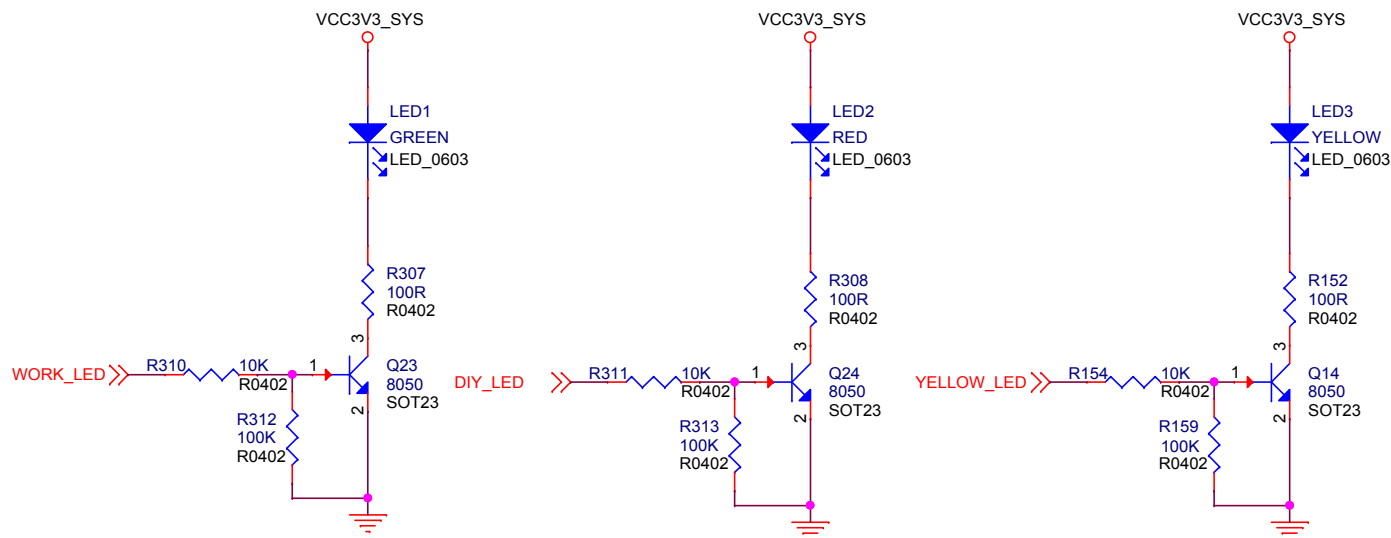 VCC3V3_SYS
LED1
GREEN
LED_0603
R307
100R
R0402
3
WORK_LED
R310
10K
R0402
1
Q23
8050
SOT23
2
R312
100K
R0402
VCC3V3_SYS
LED2
RED
LED_0603
R308
100R
R0402
3
DIY_LED
R311
10K
R0402
1
Q24
8050
SOT23
2
R313
100K
R0402
VCC3V3_SYS
LED3
YELLOW
LED_0603
R152
100R
R0402
3
YELLOW_LED
R154
10K
R0402
1
Q14
8050
SOT23
2
R159
100K
R0402